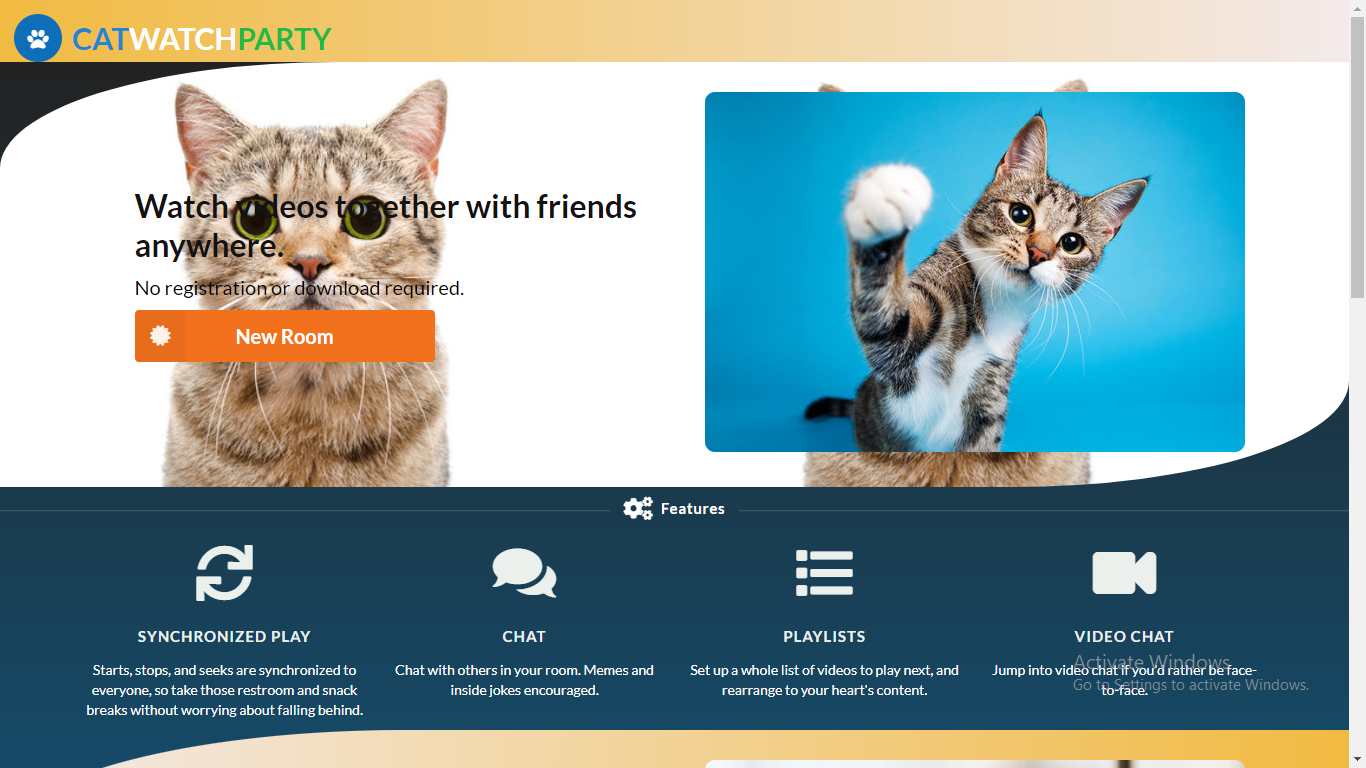 CATWATCHPARTY
Watch videos together with friends
anywhere.
No registration or download required.
New Room
Features
SYNCHRONIZED PLAY
Starts, stops, and seeks are synchronized to
everyone, so take those restroom and snack
breaks without worrying about falling behind.
CHAT
Chat with others in your room. Memes and
inside jokes encouraged.
PLAYLISTS
Set up a whole list of videos to play next, and
rearrange to your heart's content.
VIDEO CHAT
Jump into video chat if you'd rather be face-
to-face.
Activate Windows
Go to Settings to activate Windows.